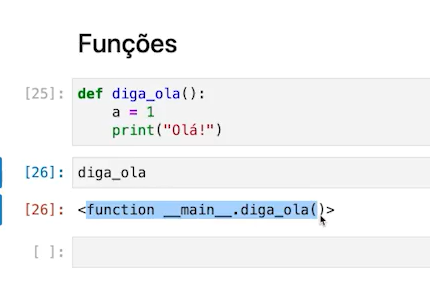 Funções
[25]: def diga_ola():
    a = 1
    print("Olá!")
[26]: diga_ola
[26]: <function __main__.diga_ola()>
[ ]: